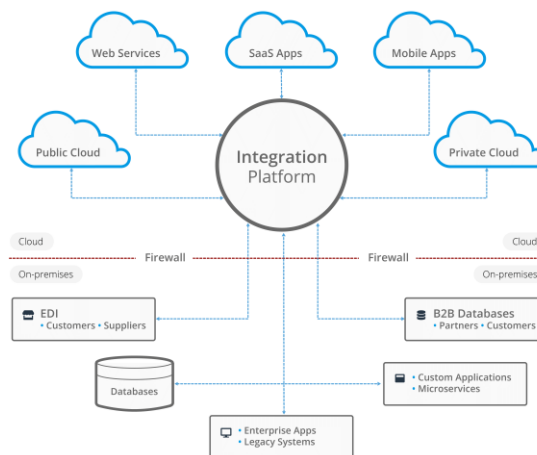 Web Services
SaaS Apps
Mobile Apps
Public Cloud
Integration
Platform
Private Cloud
Cloud
Cloud
Firewall
Firewall
On-premises
On-premises
EDI
• Customers • Suppliers
B2B Databases
• Partners • Customers
Databases
• Custom Applications
• Microservices
• Enterprise Apps
• Legacy Systems